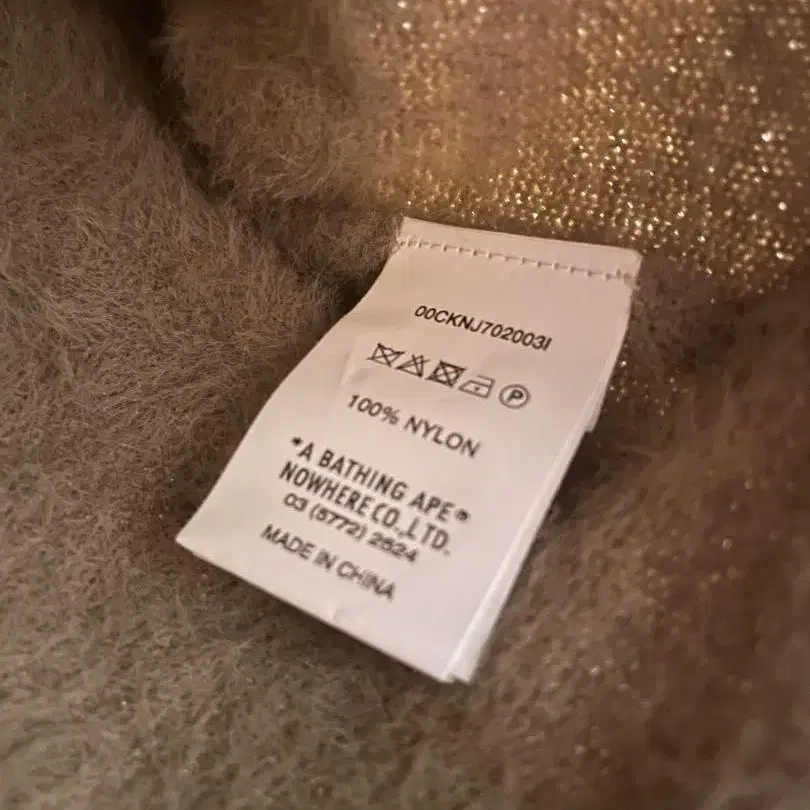 00CKNJ702003I
P
100% NYLON
"A BATHING APE"
NOWHERE CO.,LTD.
03 (5772) 2524
MADE IN CHINA